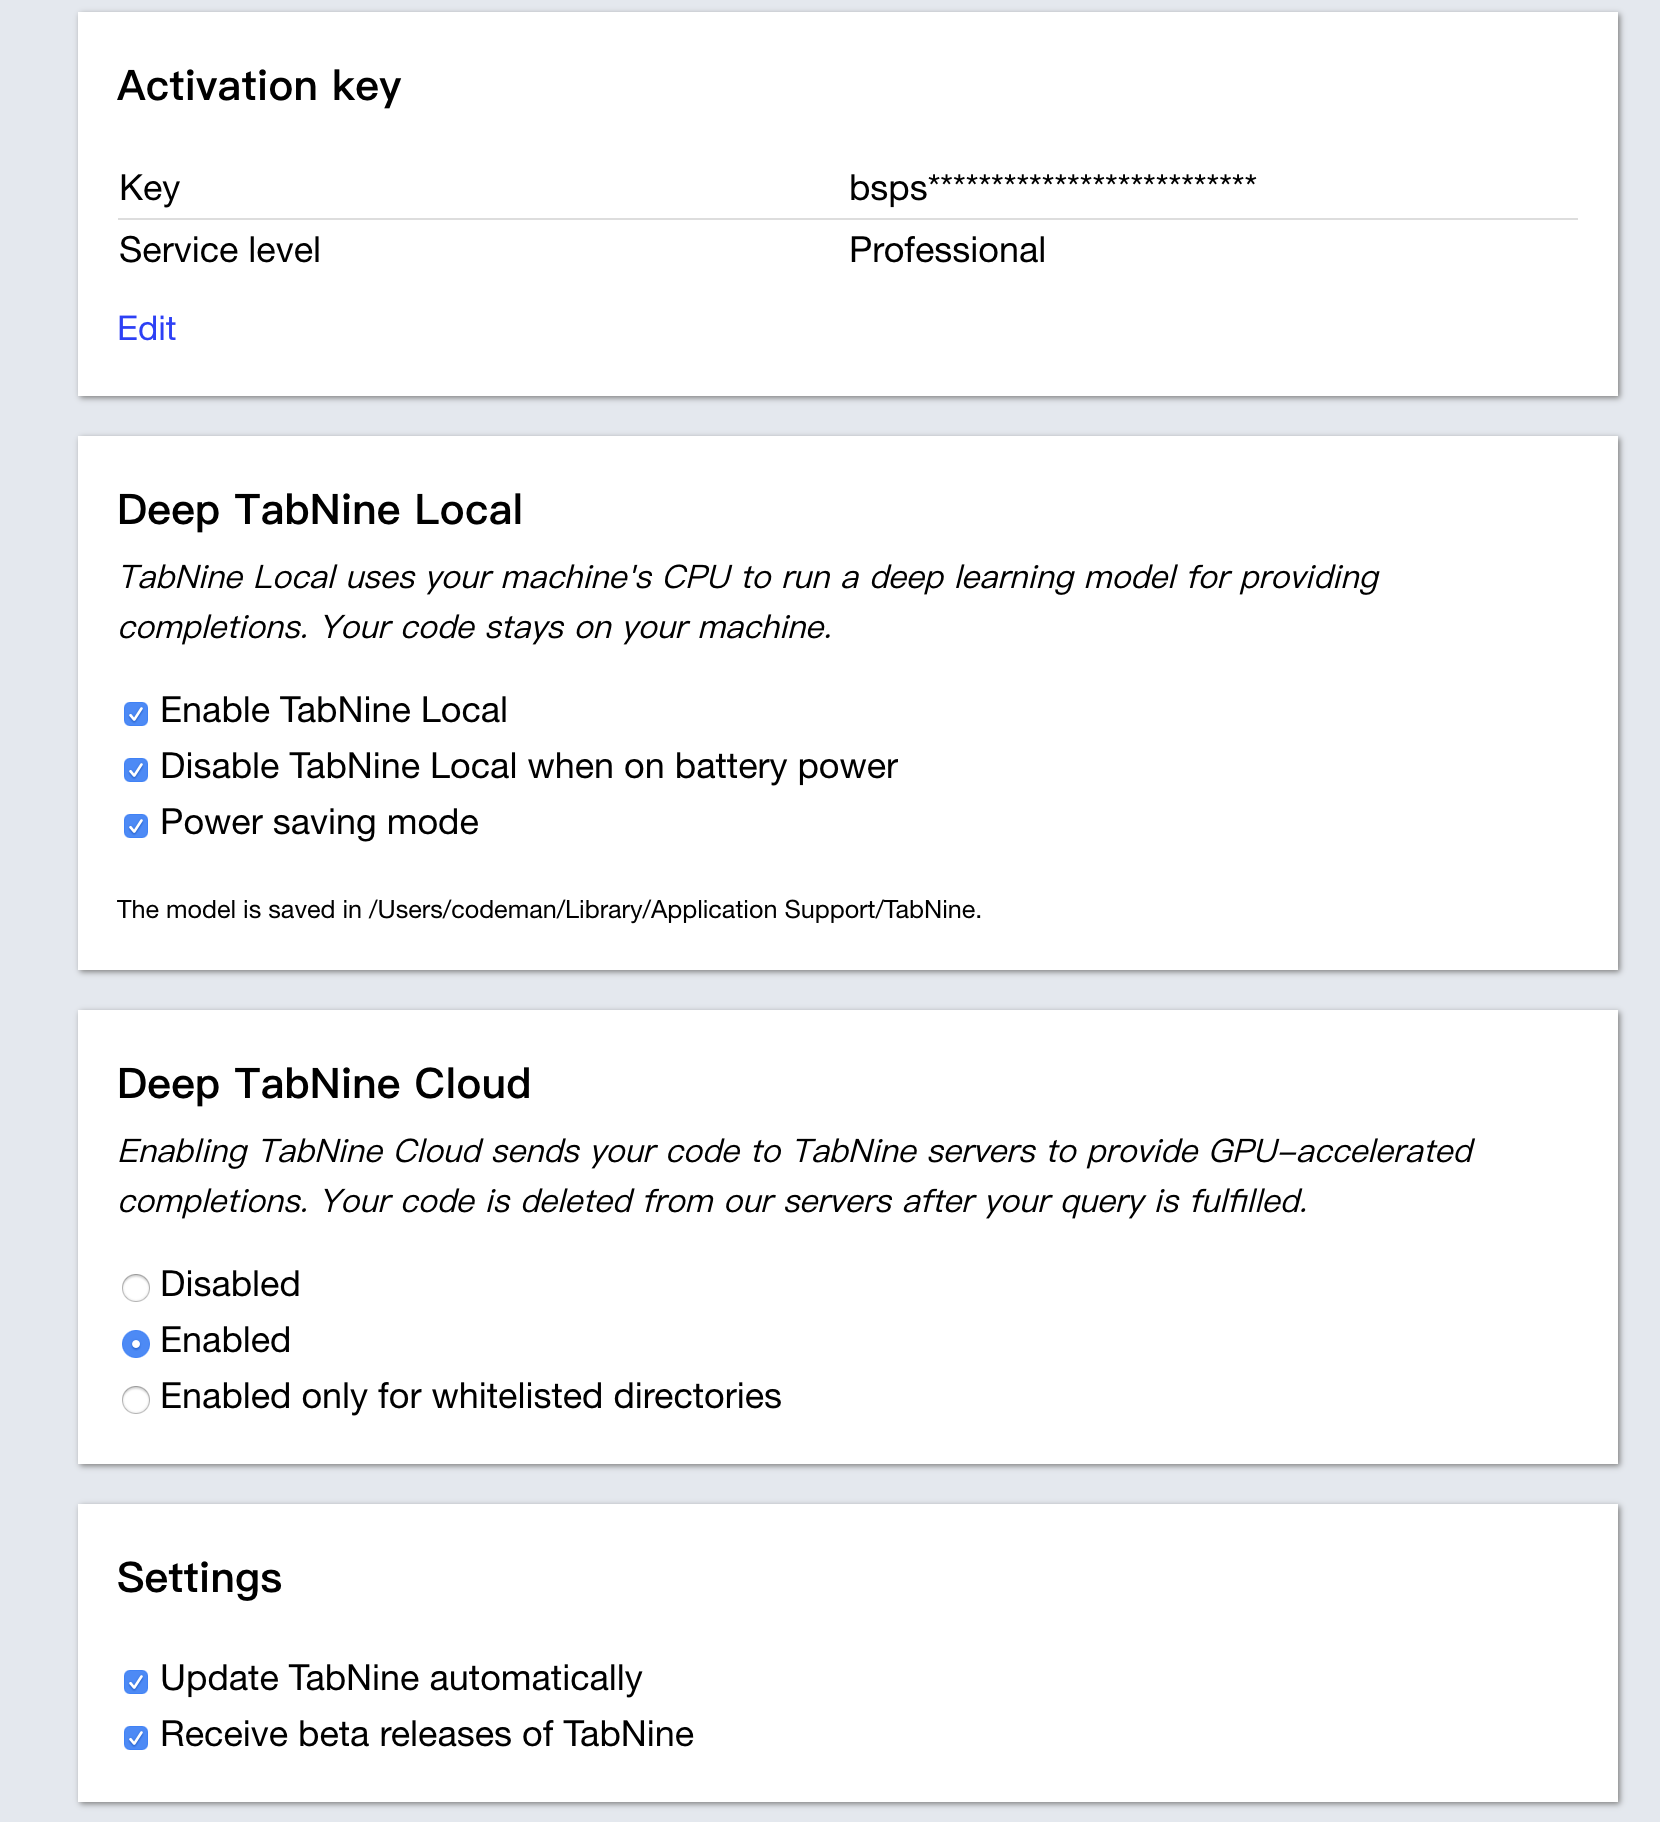 Activation key
Key bsps**************************
Service level Professional
Edit
Deep TabNine Local
TabNine Local uses your machine's CPU to run a deep learning model for providing
completions. Your code stays on your machine.
Enable TabNine Local
Disable TabNine Local when on battery power
Power saving mode
The model is saved in /Users/codeman/Library/Application Support/TabNine.
Deep TabNine Cloud
Enabling TabNine Cloud sends your code to TabNine servers to provide GPU-accelerated
completions. Your code is deleted from our servers after your query is fulfilled.
Disabled
Enabled
Enabled only for whitelisted directories
Settings
Update TabNine automatically
Receive beta releases of TabNine